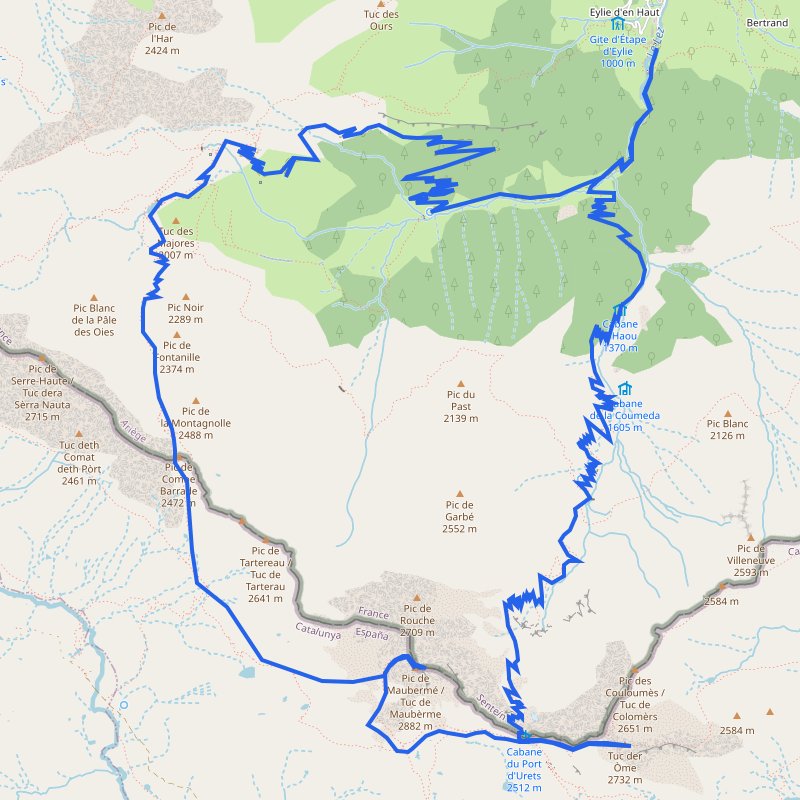 Tuc des
Ours
Eylie d'en Haut
Pic de
l'Har
2424 m
Bertrand
Le Lez
Gîte d'Étape
d'Eylie
1000 m
Tuc des
Majores
2007 m
Pic Blanc
de la Pâle
des Oies
Pic Noir
2289 m
Pic de
Fontanille
2374 m
Cabane
d'Haou
1370 m
Pic de
Serre-Haute /
Tuc dera
Sèrra Nauta
2715 m
Pic de
la Montagnolle
2488 m
Pic du
Past
2139 m
Cabane
de la Coumeda
1605 m
Pic Blanc
2126 m
Ariège
Tuc deth
Comat
deth Pòrt
2461 m
Pic de
Combe
Barrade
2472 m
Pic de
Garbé
2552 m
Pic de
Tartereau /
Tuc de
Tarterau
2641 m
Pic de
Villeneuve
2593 m
2584 m
Pic de
Rouche
2709 m
France
España
Catalunya
Pic de
Maubermé /
Tuc de
Maubèrme
2882 m
Sentein
Pic des
Couloumès /
Tuc de
Colomèrs
2651 m
2584 m
Cabane
du Port
d'Urets
2512 m
Tuc der
Òme
2732 m